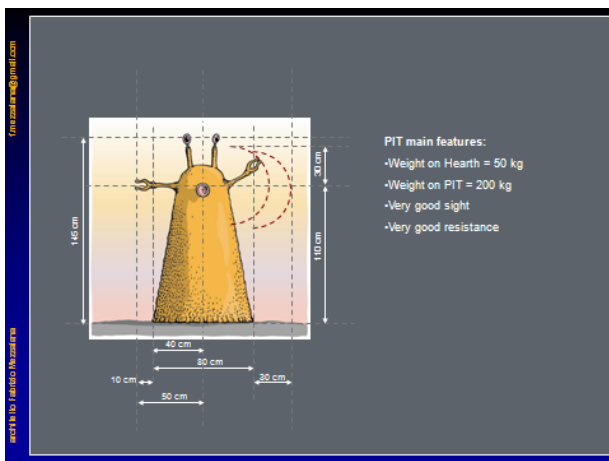 f.mezzalana@gmail.com
architetto Fabrizio Mezzalana
PIT main features:
•Weight on Hearth = 50 kg
•Weight on PIT = 200 kg
•Very good sight
•Very good resistance
145 cm
30 cm
110 cm
40 cm
80 cm
10 cm
30 cm
50 cm